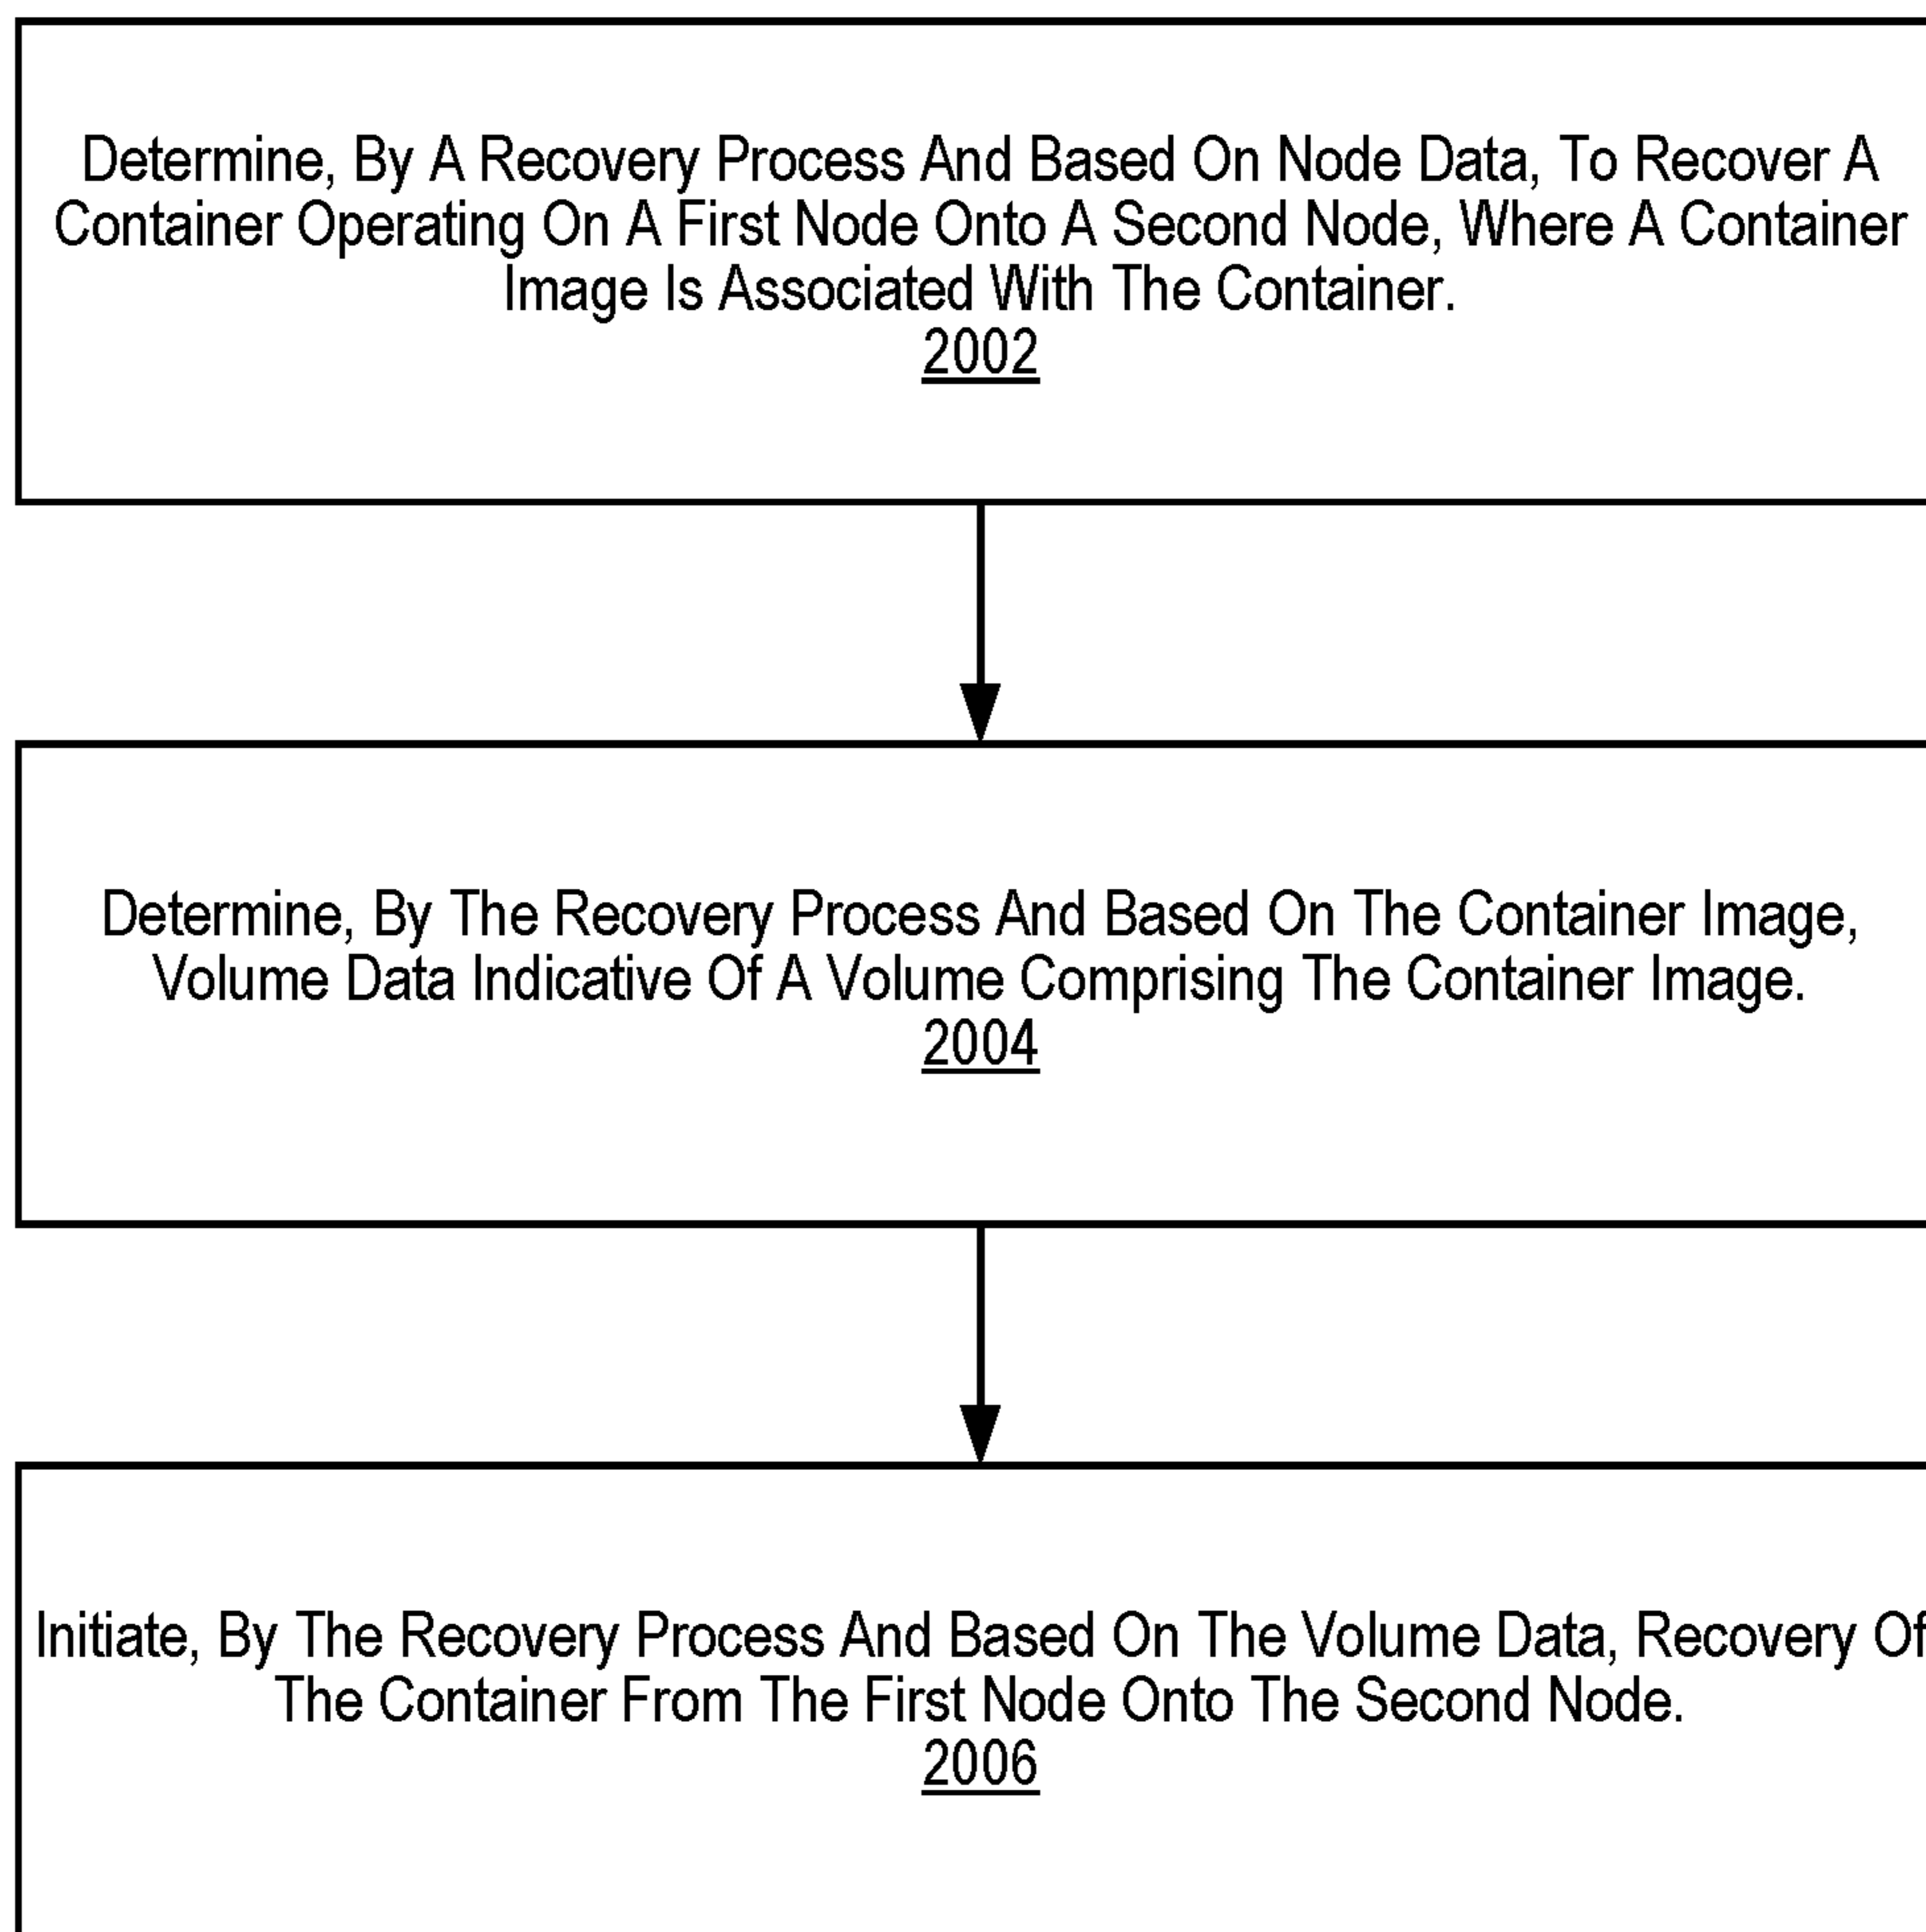 Determine, By A Recovery Process And Based On Node Data, To Recover A
Container Operating On A First Node Onto A Second Node, Where A Container
Image Is Associated With The Container.
2002
Determine, By The Recovery Process And Based On The Container Image,
Volume Data Indicative Of A Volume Comprising The Container Image.
2004
Initiate, By The Recovery Process And Based On The Volume Data, Recovery Of
The Container From The First Node Onto The Second Node.
2006